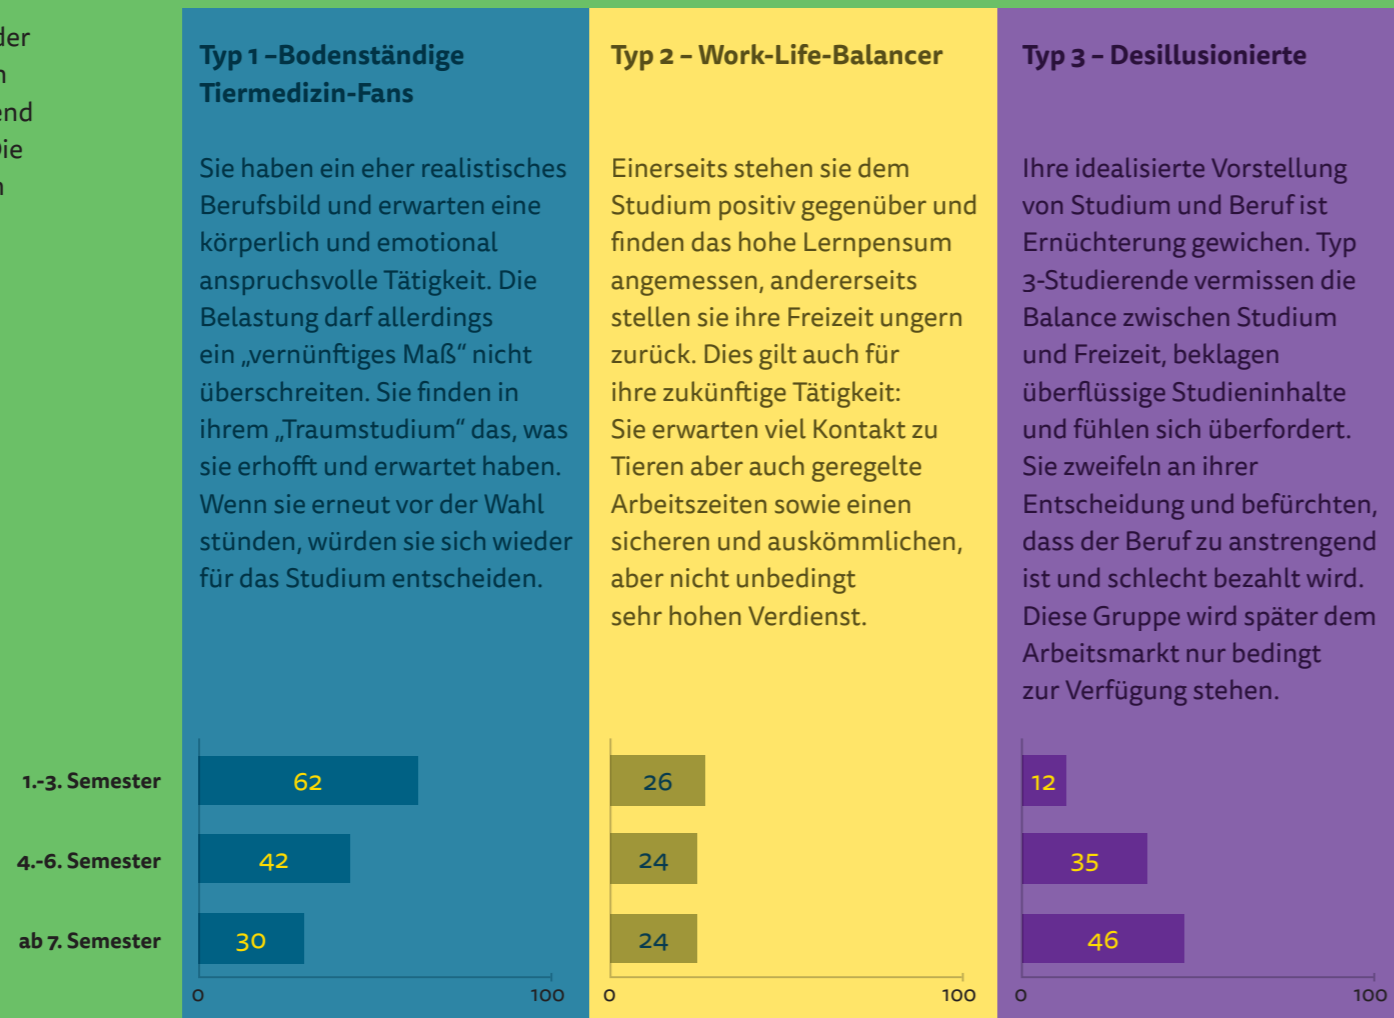 der
end
Die
Typ 1 –Bodenständige
Tiermedizin-Fans
Sie haben ein eher realistisches
Berufsbild und erwarten eine
körperlich und emotional
anspruchsvolle Tätigkeit. Die
Belastung darf allerdings
ein „vernünftiges Maß“ nicht
überschreiten. Sie finden in
ihrem „Traumstudium“ das, was
sie erhofft und erwartet haben.
Wenn sie erneut vor der Wahl
stünden, würden sie sich wieder
für das Studium entscheiden.
Typ 2 – Work-Life-Balancer
Einerseits stehen sie dem
Studium positiv gegenüber und
finden das hohe Lernpensum
angemessen, andererseits
stellen sie ihre Freizeit ungern
zurück. Dies gilt auch für
ihre zukünftige Tätigkeit:
Sie erwarten viel Kontakt zu
Tieren aber auch geregelte
Arbeitszeiten sowie einen
sicheren und auskömmlichen,
aber nicht unbedingt
sehr hohen Verdienst.
Typ 3 – Desillusionierte
Ihre idealisierte Vorstellung
von Studium und Beruf ist
Ernüchterung gewichen. Typ
3-Studierende vermissen die
Balance zwischen Studium
und Freizeit, beklagen
überflüssige Studieninhalte
und fühlen sich überfordert.
Sie zweifeln an ihrer
Entscheidung und befürchten,
dass der Beruf zu anstrengend
ist und schlecht bezahlt wird.
Diese Gruppe wird später dem
Arbeitsmarkt nur bedingt
zur Verfügung stehen.
1.-3. Semester 62 26 12
4.-6. Semester 42 24 35
ab 7. Semester 30 24 46
0 100 0 100 0 100